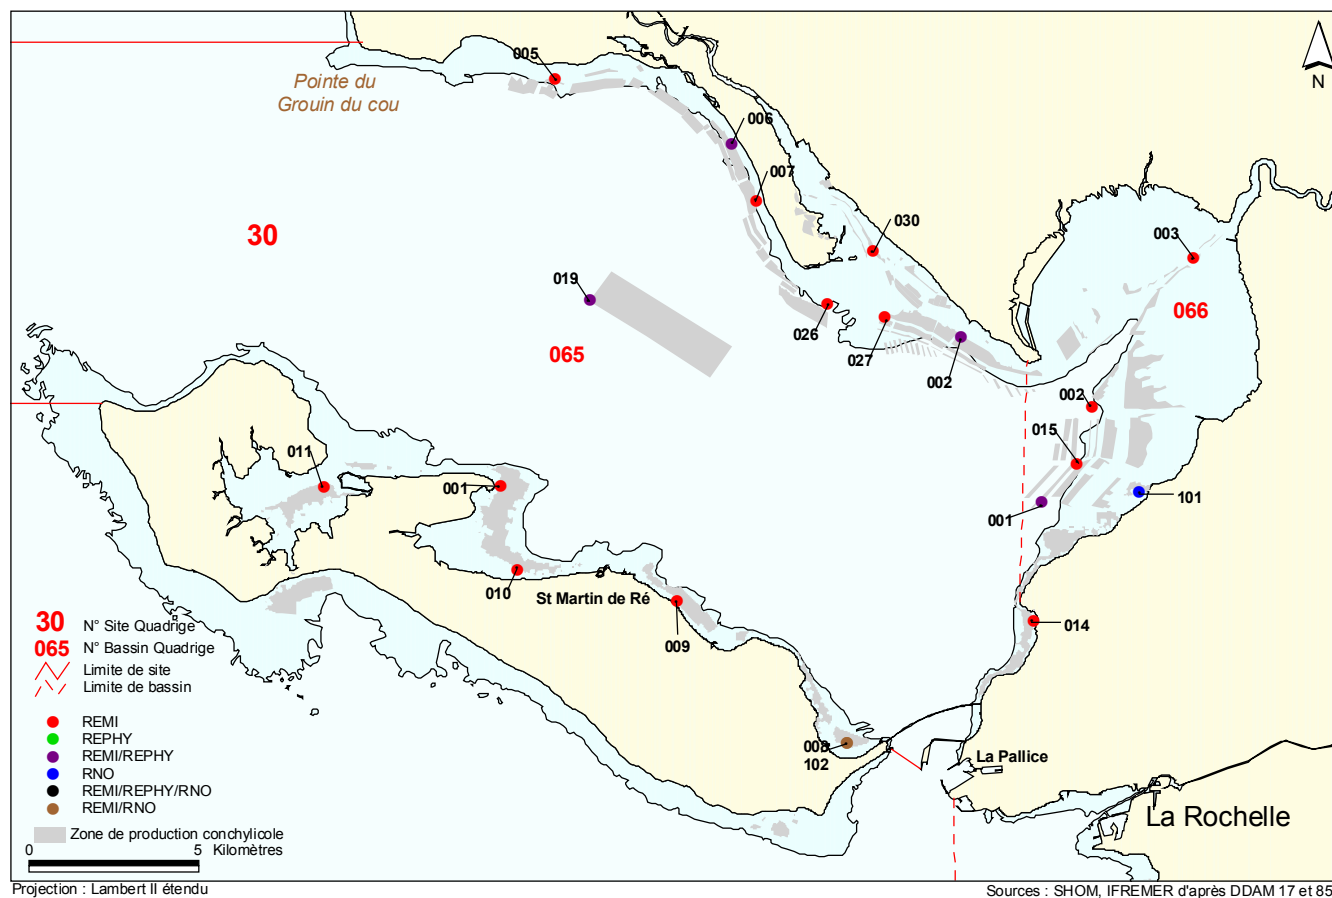 005
Pointe du
Grouin du cou
N
006
007
030
003
30
019
066
026
065
027
002
002
015
011
001
101
001
010
St Martin de Ré
014
009
30 N° Site Quadrige
065 N° Bassin Quadrige
Limite de site
Limite de bassin
REMI
REPHY
REMI/REPHY
RNO
REMI/REPHY/RNO
REMI/RNO
008
102
La Pallice
La Rochelle
Zone de production conchylicole
0 5 Kilomètres
Projection : Lambert II étendu
Sources : SHOM, IFREMER d'après DDAM 17 et 85